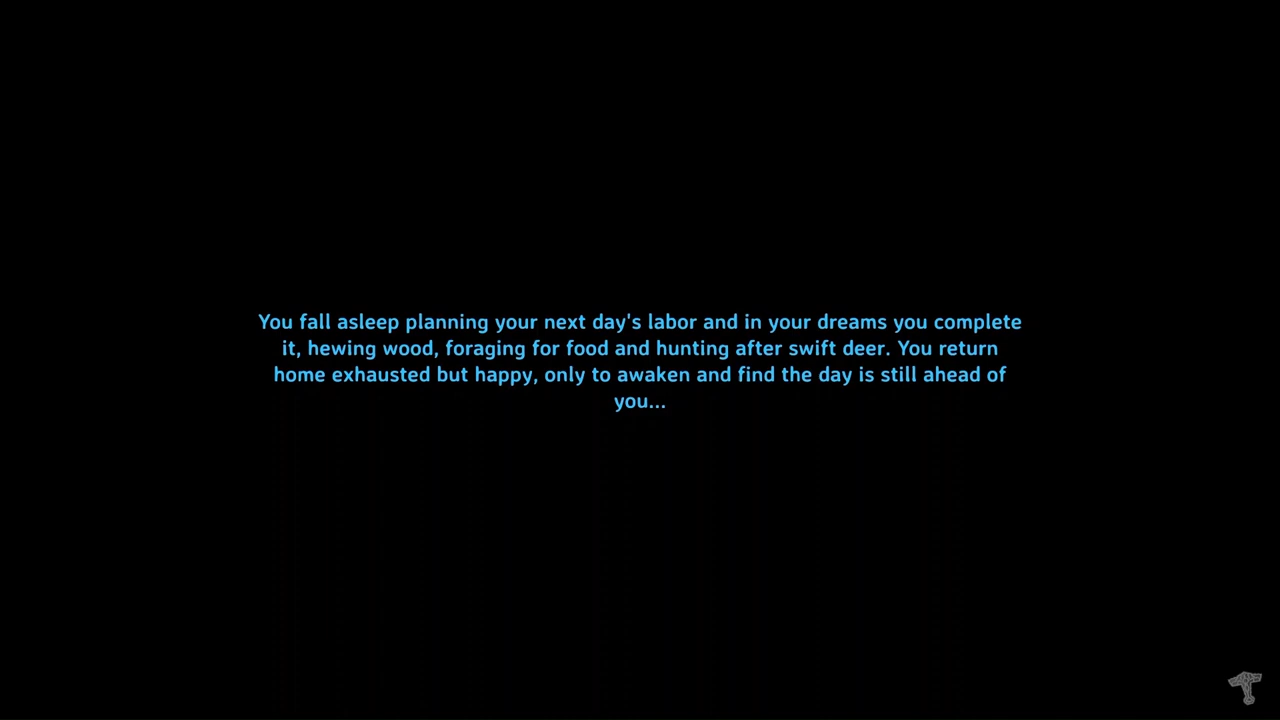 You fall asleep planning your next day's labor and in your dreams you complete
it, hewing wood, foraging for food and hunting after swift deer. You return
home exhausted but happy, only to awaken and find the day is still ahead of
you...